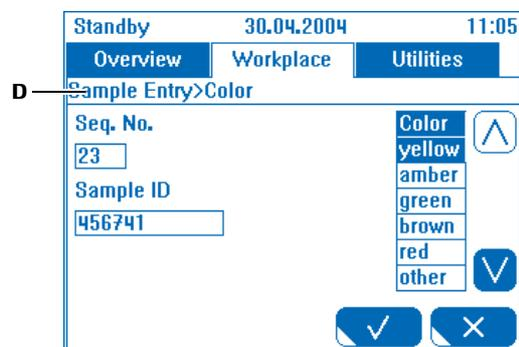 Standby 30.04.2004 11:05
Overview Workplace Utilities
D
Sample Entry>Color
Seq. No.
23
Sample ID
456741
Color
yellow
amber
green
brown
red
other